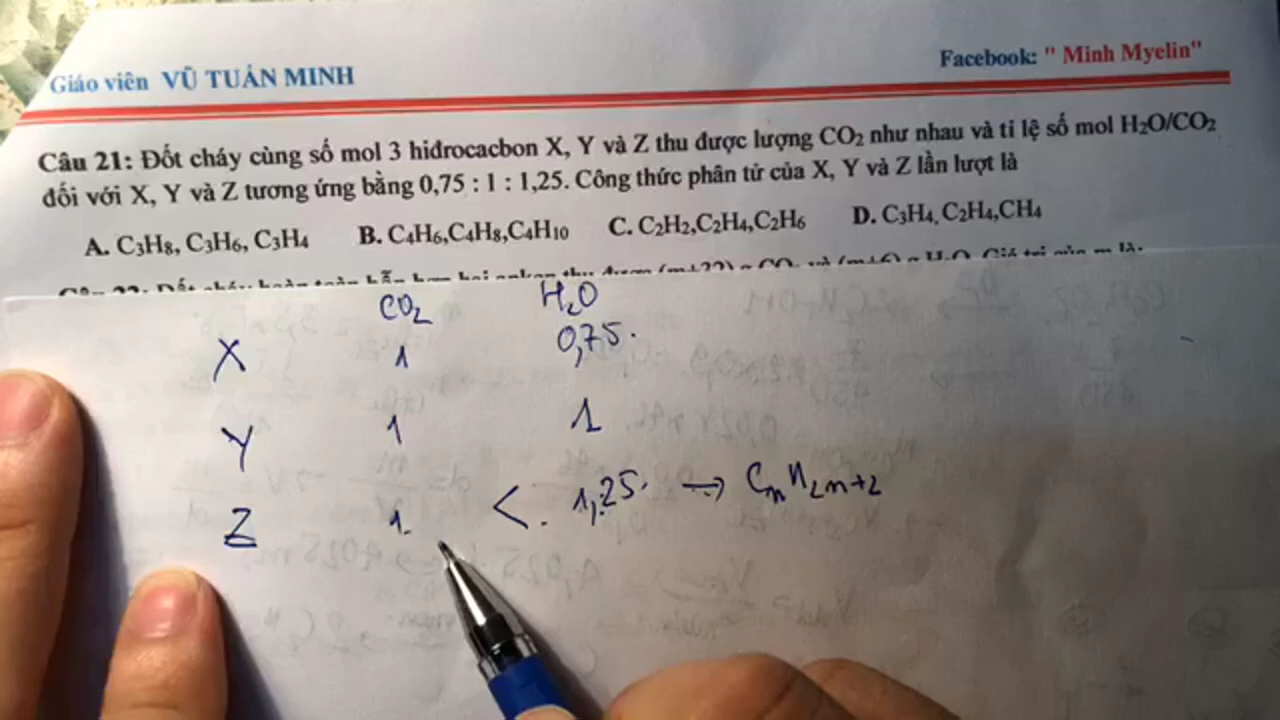 Giáo viên VŨ TUẤN MINH
Facebook: " Minh Myelin"
Câu 21: Đốt cháy cùng số mol 3 hiđrocacbon X, Y và Z thu được lượng CO₂ như nhau và tỉ lệ số mol H₂O/CO₂
đối với X, Y và Z tương ứng bằng 0,75 : 1 : 1,25. Công thức phân tử của X, Y và Z lần lượt là
A. C₃H₈, C₃H₆, C₃H₄ B. C₄H₆,C₄H₈,C₄H₁₀ C. C₂H₂,C₂H₄,C₂H₆ D. C₃H₄, C₂H₄,CH₄
CO₂ H₂O
X 1 0,75.
Y 1 1
Z 1. <. 1,25. → CₙH₂ₙ₊₂